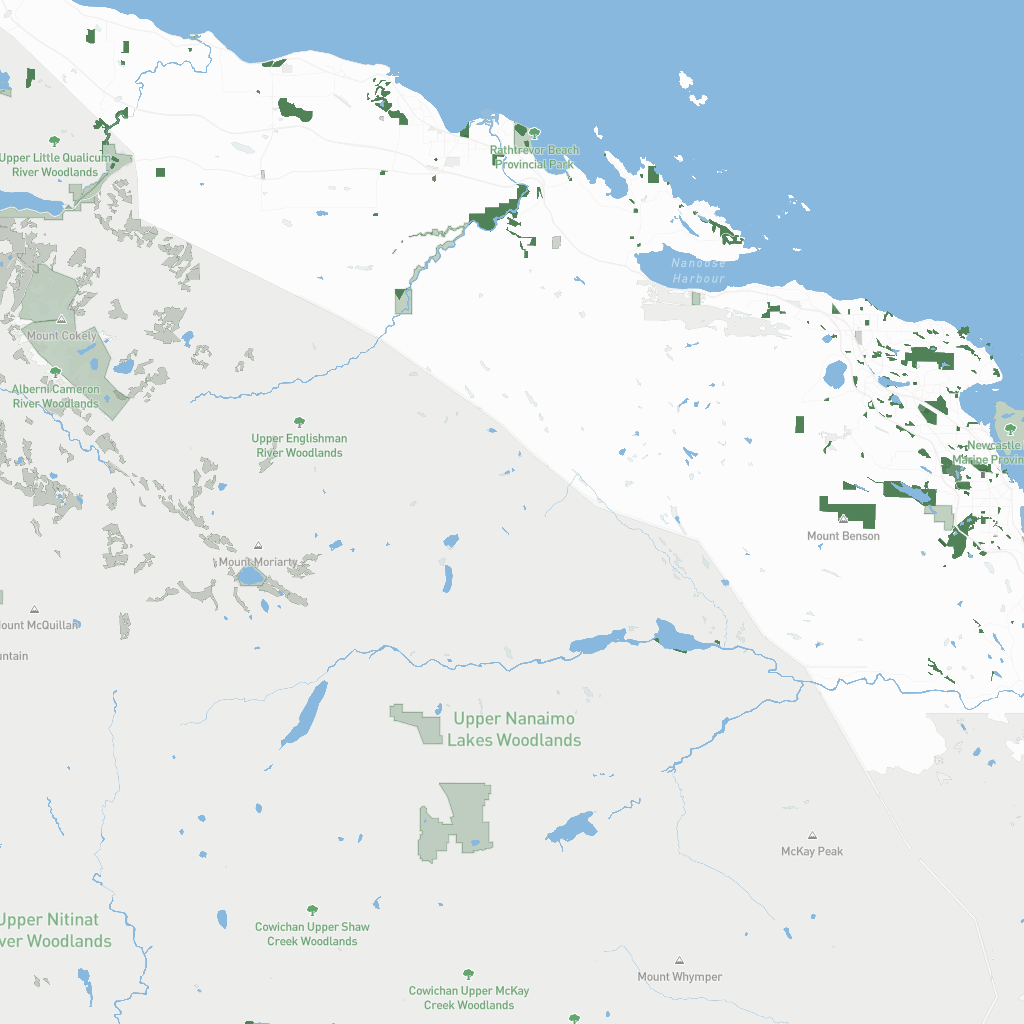 Rathtrevor Beach
Provincial Park
Upper Little Qualicum
River Woodlands
Nanoose
Harbour
Mount Cokely
Alberni Cameron
River Woodlands
Upper Englishman
River Woodlands
Newcastle
Marine Provin
Mount Benson
Mount Moriarty
ount McQuillan
untain
Upper Nanaimo
Lakes Woodlands
McKay Peak
Upper Nitinat
ver Woodlands
Cowichan Upper Shaw
Creek Woodlands
Mount Whymper
Cowichan Upper McKay
Creek Woodlands